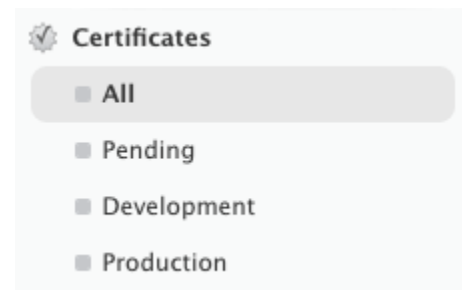 Certificates
All
Pending
Development
Production